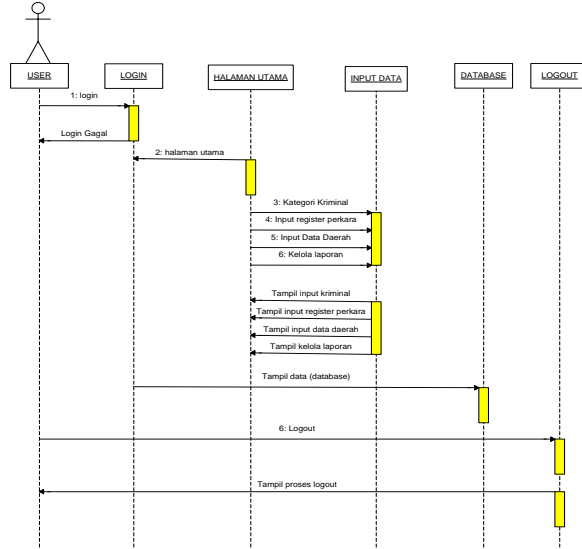 USER
LOGIN
HALAMAN UTAMA
INPUT DATA
DATABASE
LOGOUT
1: login
Login Gagal
2: halaman utama
3: Kategori Kriminal
4: Input register perkara
5: Input Data Daerah
6: Kelola laporan
Tampil input kriminal
Tampil input register perkara
Tampil input data daerah
Tampil kelola laporan
Tampil data (database)
6: Logout
Tampil proses logout